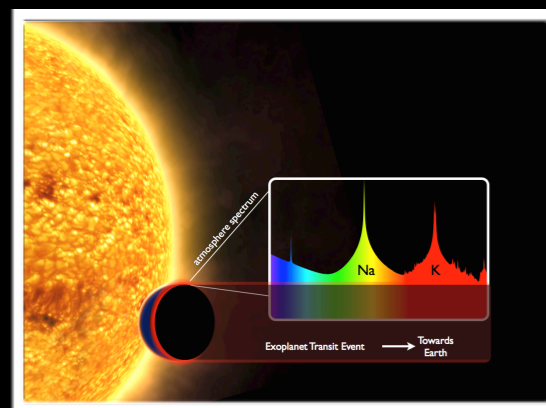 atmosphere spectrum
Na
K
Exoplanet Transit Event
Towards
Earth